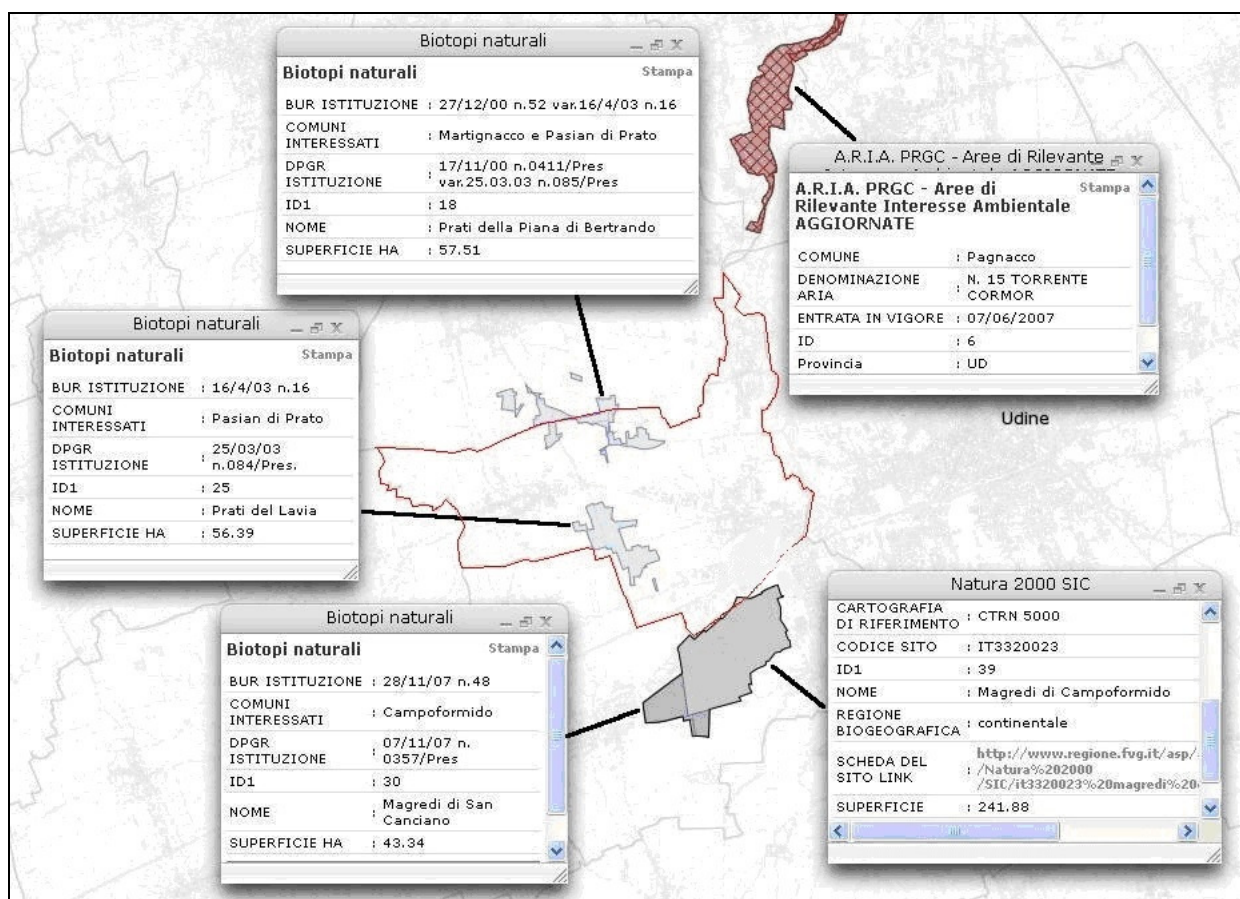 Biotopi naturali
Biotopi naturali Stampa
BUR ISTITUZIONE : 27/12/00 n.52 var.16/4/03 n.16
COMUNI
INTERESSATI : Martignacco e Pasian di Prato
DPGR
ISTITUZIONE : 17/11/00 n.0411/Pres
var.25.03.03 n.085/Pres
ID1 : 18
NOME : Prati della Piana di Bertrando
SUPERFICIE HA : 57.51
A.R.I.A. PRGC - Aree di Rilevante
A.R.I.A. PRGC - Aree di Stampa
Rilevante Interesse Ambientale
AGGIORNATE
COMUNE : Pagnacco
DENOMINAZIONE
ARIA : N. 15 TORRENTE
CORMOR
ENTRATA IN VIGORE : 07/06/2007
ID : 6
Provincia : UD
Udine
Biotopi naturali
Biotopi naturali Stampa
BUR ISTITUZIONE : 16/4/03 n.16
COMUNI
INTERESSATI : Pasian di Prato
DPGR
ISTITUZIONE : 25/03/03
n.084/Pres.
ID1 : 25
NOME : Prati del Lavia
SUPERFICIE HA : 56.39
Biotopi naturali
Biotopi naturali Stampa
BUR ISTITUZIONE : 28/11/07 n.48
COMUNI
INTERESSATI : Campoformido
DPGR
ISTITUZIONE : 07/11/07 n.
0357/Pres
ID1 : 30
NOME : Magredi di San
Canciano
SUPERFICIE HA : 43.34
Natura 2000 SIC
CARTOGRAFIA
DI RIFERIMENTO : CTRN 5000
CODICE SITO : IT3320023
ID1 : 39
NOME : Magredi di Campoformido
REGIONE
BIOGEOGRAFICA : continentale
SCHEDA DEL
SITO LINK : http://www.regione.fvg.it/asp/
/Natura%202000
/SIC/it3320023%20magredi%20
SUPERFICIE : 241.88